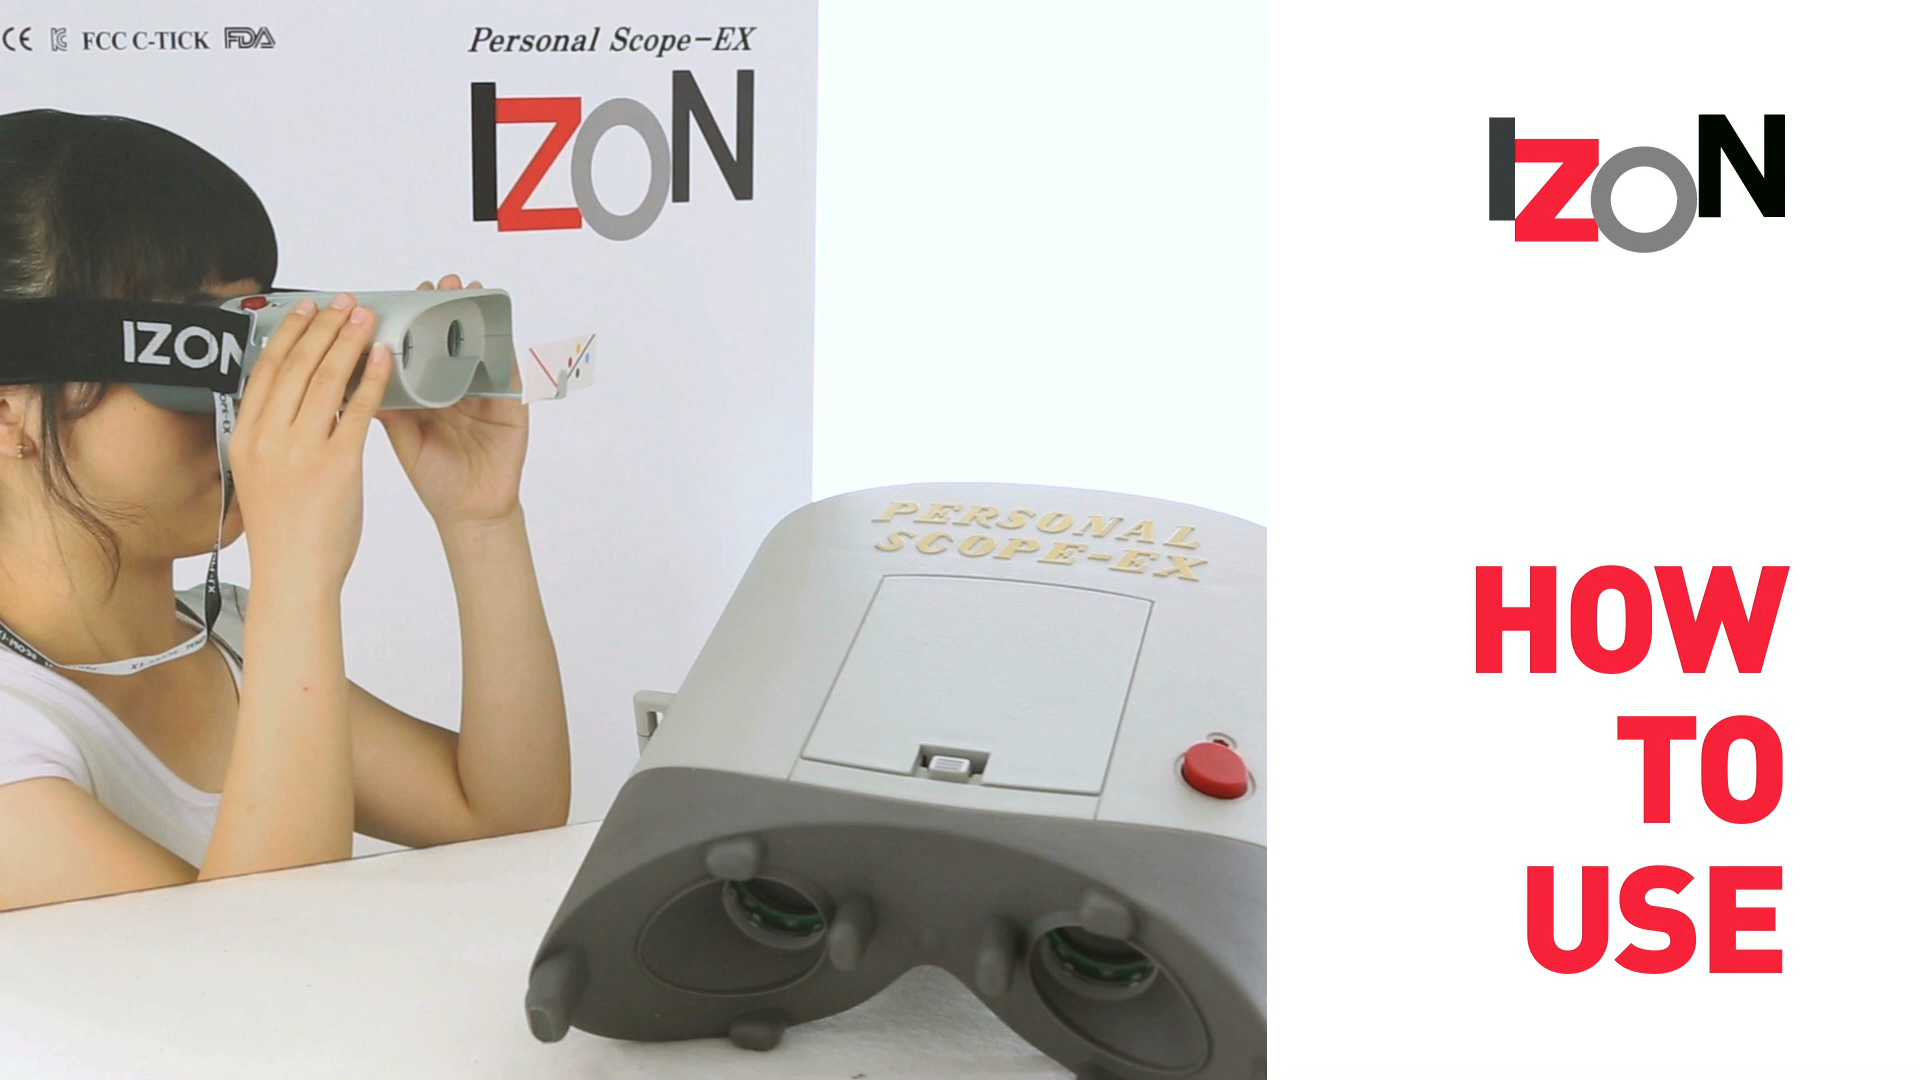 CE FCC C-TICK FDA
Personal Scope-EX
IZON
IZON
PERSONAL
SCOPE-EX
IZON
HOW
TO
USE